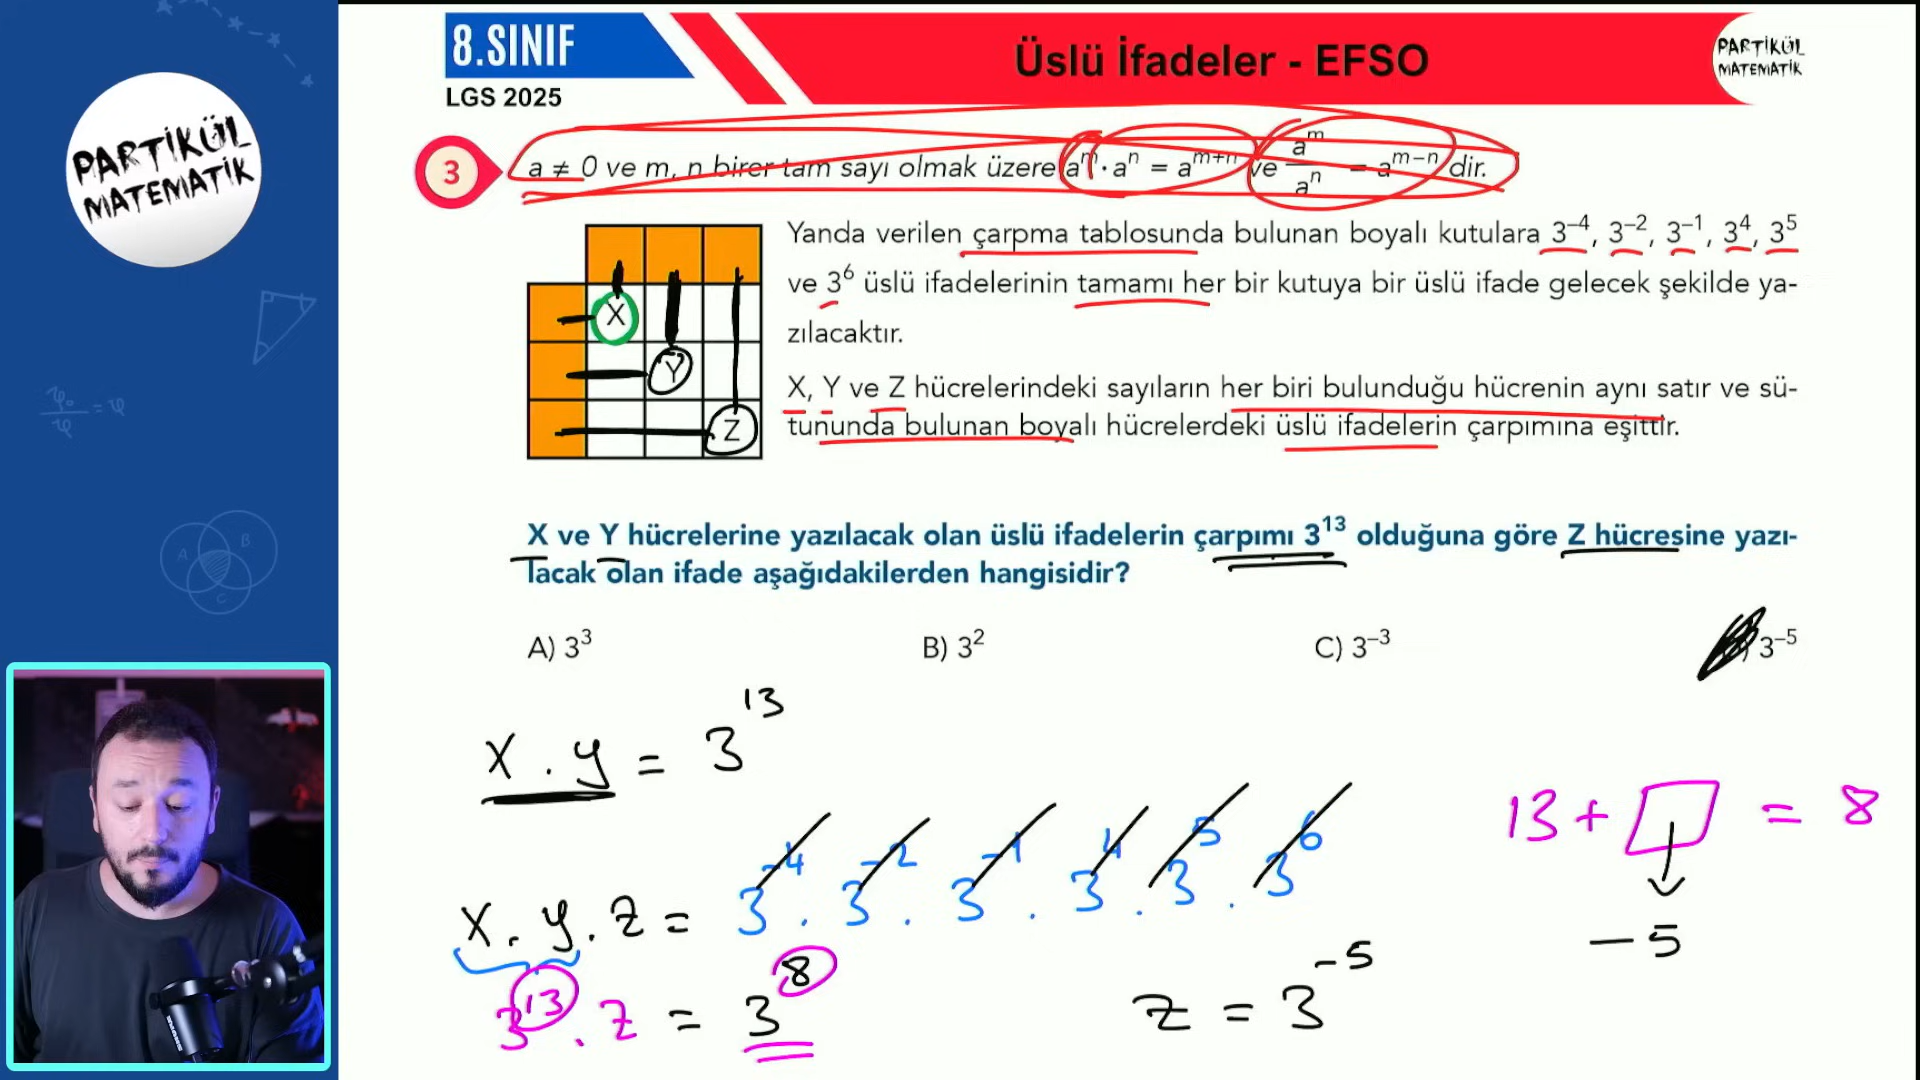 8.SINIF
LGS 2025
Üslü İfadeler - EFSO
PARTİKÜL
MATEMATİK
PARTİKÜL
MATEMATİK
3
a ≠ 0 ve m, n birer tam sayı olmak üzere aᵐ · aⁿ = aᵐ⁺ⁿ ve aᵐ/aⁿ = aᵐ⁻ⁿ dir.
Yanda verilen çarpma tablosunda bulunan boyalı kutulara 3⁻⁴, 3⁻², 3⁻¹, 3⁴, 3⁵
ve 3⁶ üslü ifadelerinin tamamı her bir kutuya bir üslü ifade gelecek şekilde ya-
zılacaktır.
X, Y ve Z hücrelerindeki sayıların her biri bulunduğu hücrenin aynı satır ve sü-
tununda bulunan boyalı hücrelerdeki üslü ifadelerin çarpımına eşittir.
X
Y
Z
X ve Y hücrelerine yazılacak olan üslü ifadelerin çarpımı 3¹³ olduğuna göre Z hücresine yazı-
lacak olan ifade aşağıdakilerden hangisidir?
A) 3³ B) 3² C) 3⁻³ ) 3⁻⁵
x . y = 3¹³
x . y . z = 3⁻⁴ . 3⁻² . 3⁻¹ . 3⁴ . 3⁵ . 3⁶
3¹³ . z = 3⁸
z = 3⁻⁵
13 + □ = 8
-5
A
B
C